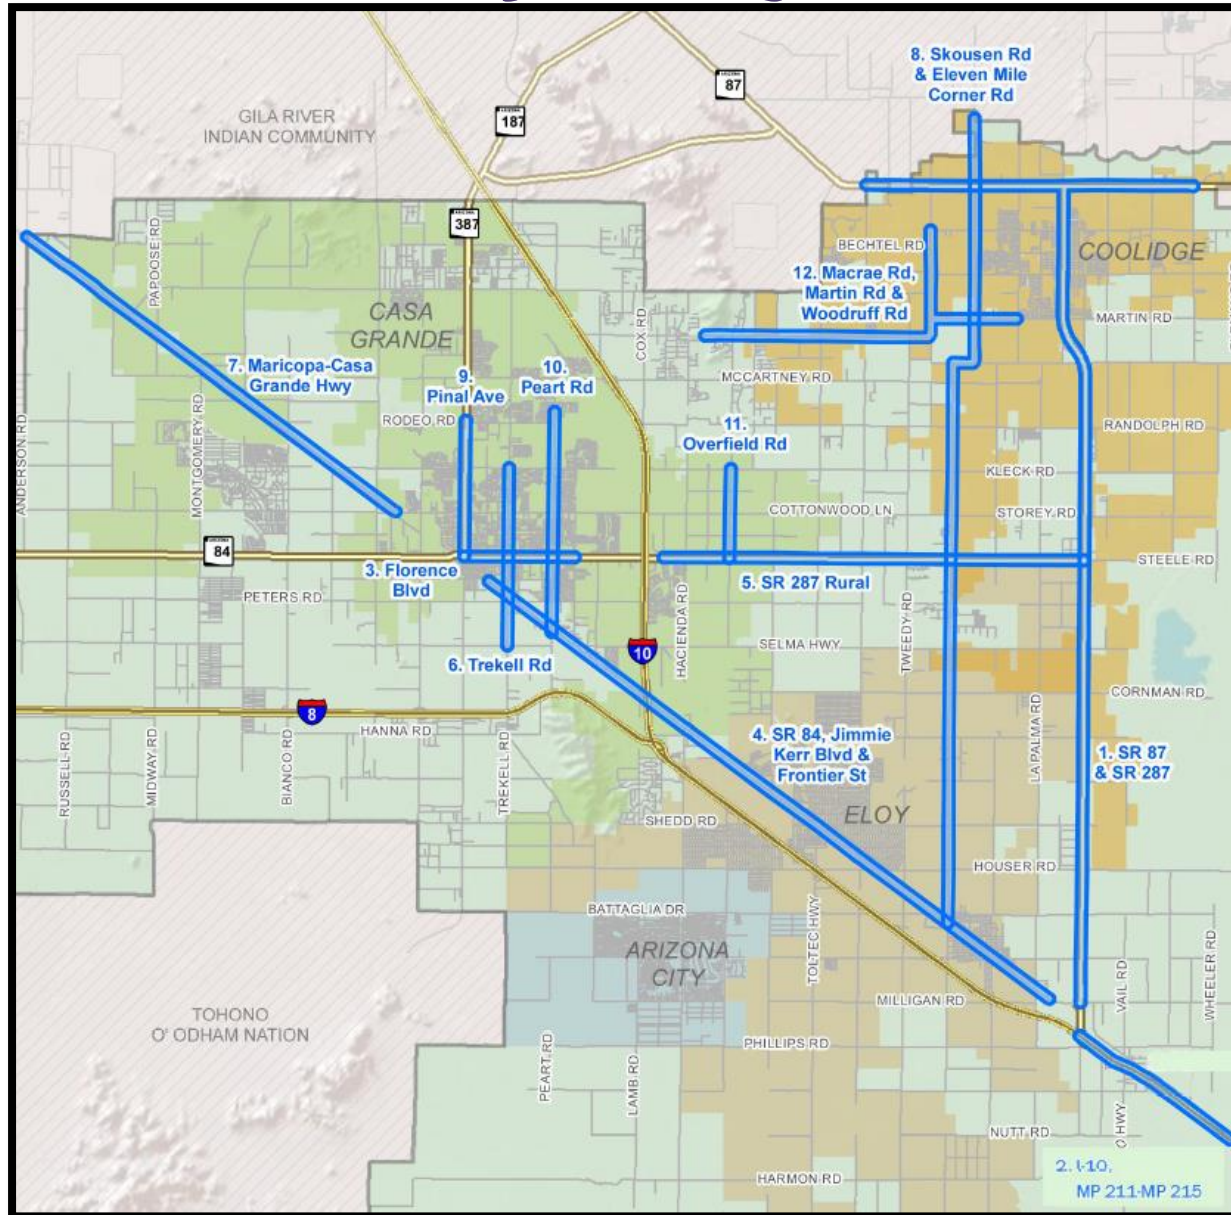 8. Skousen Rd
& Eleven Mile
Corner Rd
ARIZONA
87
GILA RIVER
INDIAN COMMUNITY
ARIZONA
187
ARIZONA
387
PAPOOSE RD
BECHTEL RD
COOLIDGE
CASA
GRANDE
COX RD
12. Macrae Rd,
Martin Rd &
Woodruff Rd
MARTIN RD
7. Maricopa-Casa
Grande Hwy
9.
Pinal Ave
10.
Peart Rd
MCCARTNEY RD
ANDERSON RD
MONTGOMERY RD
RODEO RD
11.
Overfield Rd
RANDOLPH RD
KLECK RD
COTTONWOOD LN
STOREY RD
ARIZONA
84
3. Florence
Blvd
STEELE RD
5. SR 287 Rural
PETERS RD
HACIENDA RD
TWEEDY RD
SELMA HWY
10
6. Trekell Rd
CORNMAN RD
8
HANNA RD
RUSSELL RD
MIDWAY RD
BIANCO RD
TREKELL RD
4. SR 84, Jimmie
Kerr Blvd &
Frontier St
LA PALMA RD
1. SR 87
& SR 287
SHEDD RD
ELOY
HOUSER RD
BATTAGLIA DR
TOLTEC HWY
ARIZONA
CITY
MILLIGAN RD
VAIL RD
WHEELER RD
TOHONO
O' ODHAM NATION
PEART RD
LAMB RD
PHILLIPS RD
NUTT RD
O HWY
2. I-10,
MP 211-MP 215
HARMON RD